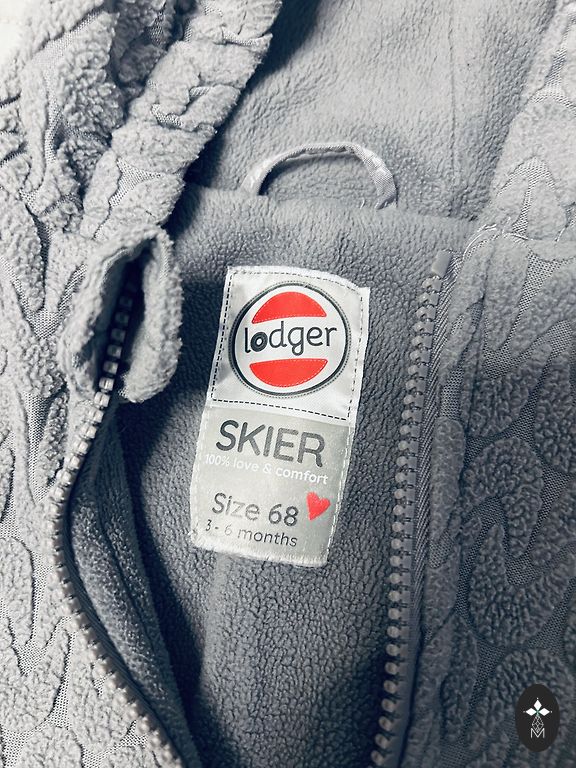 lodger
SKIER
100% love & comfort
Size 68
3 - 6 months
M